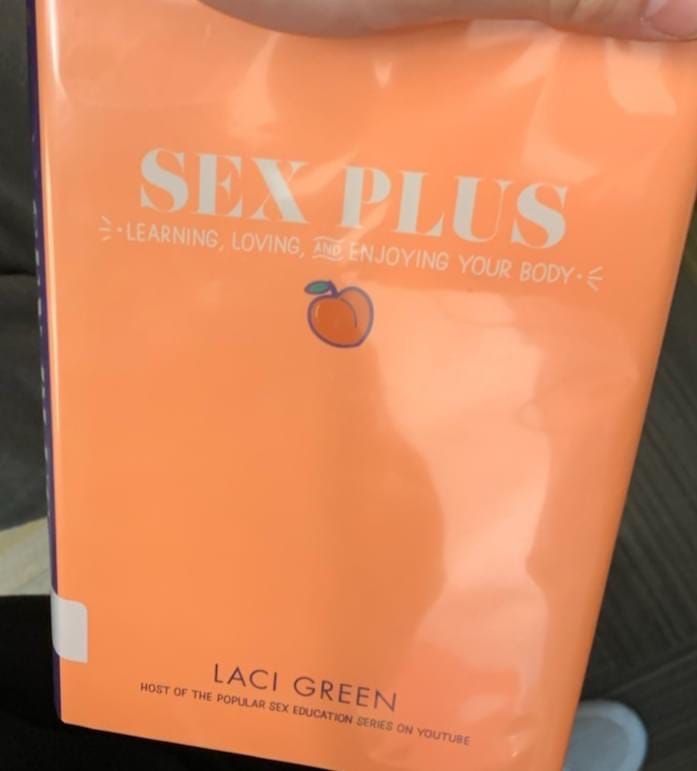 SEX PLUS
LEARNING, LOVING, AND ENJOYING YOUR BODY
LACI GREEN
HOST OF THE POPULAR SEX EDUCATION SERIES ON YOUTUBE